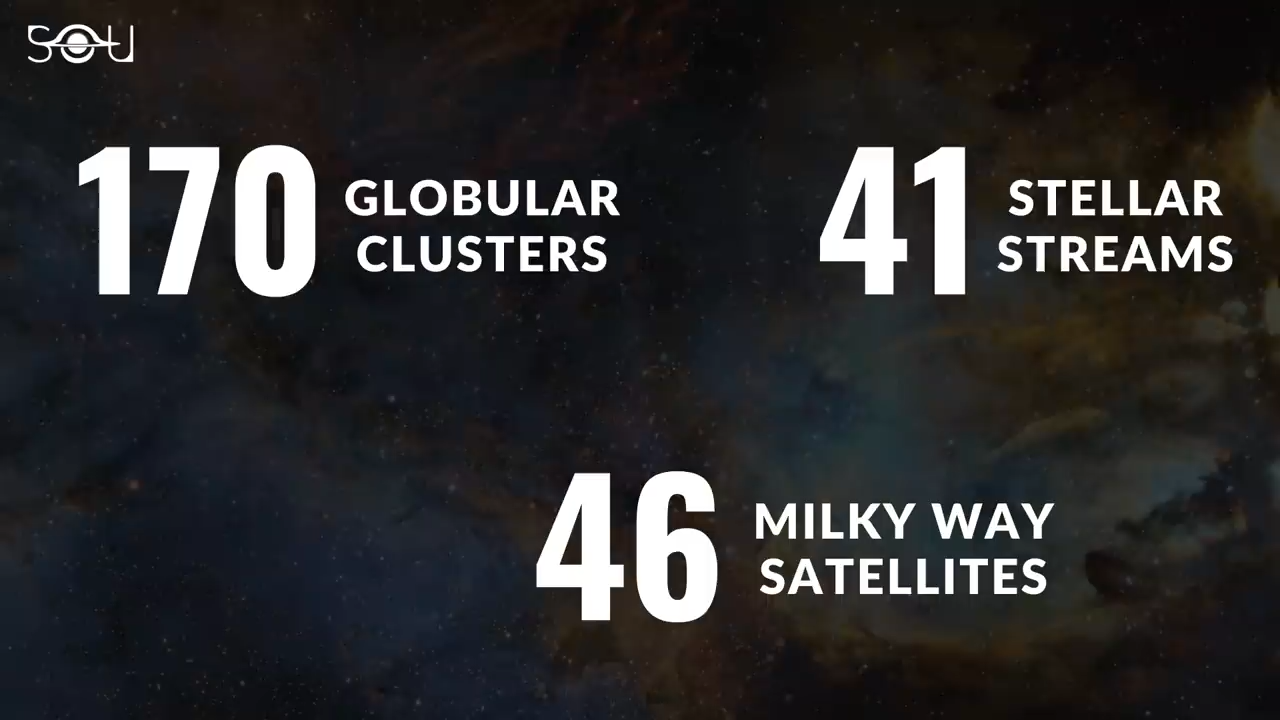 SOU
170 GLOBULAR
CLUSTERS
41 STELLAR
STREAMS
46 MILKY WAY
SATELLITES